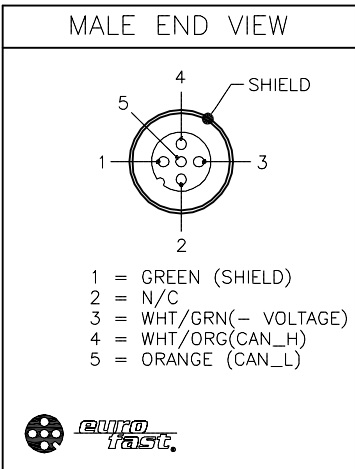 MALE END VIEW
4
SHIELD
5
1
3
2
1 = GREEN (SHIELD)
2 = N/C
3 = WHT/GRN(- VOLTAGE)
4 = WHT/ORG(CAN_H)
5 = ORANGE (CAN_L)
euro
fast.